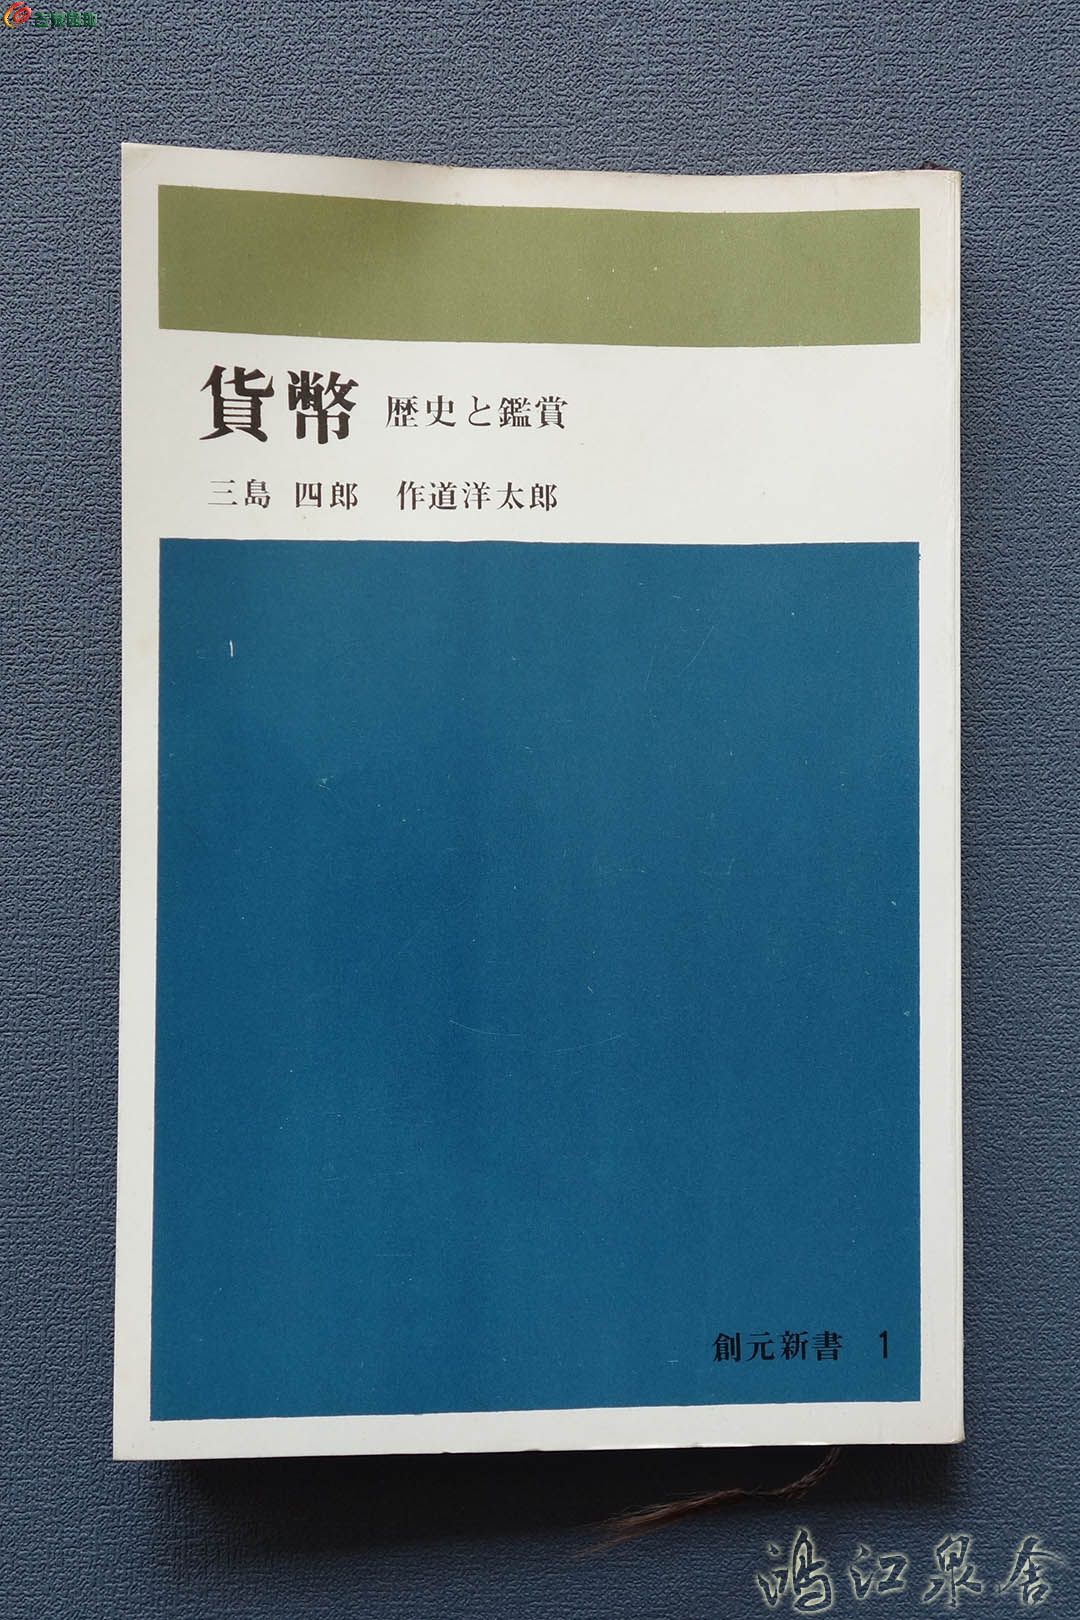 貨幣 歴史と鑑賞
三島 四郎 作道洋太郎
創元新書 1
鴻江泉舍